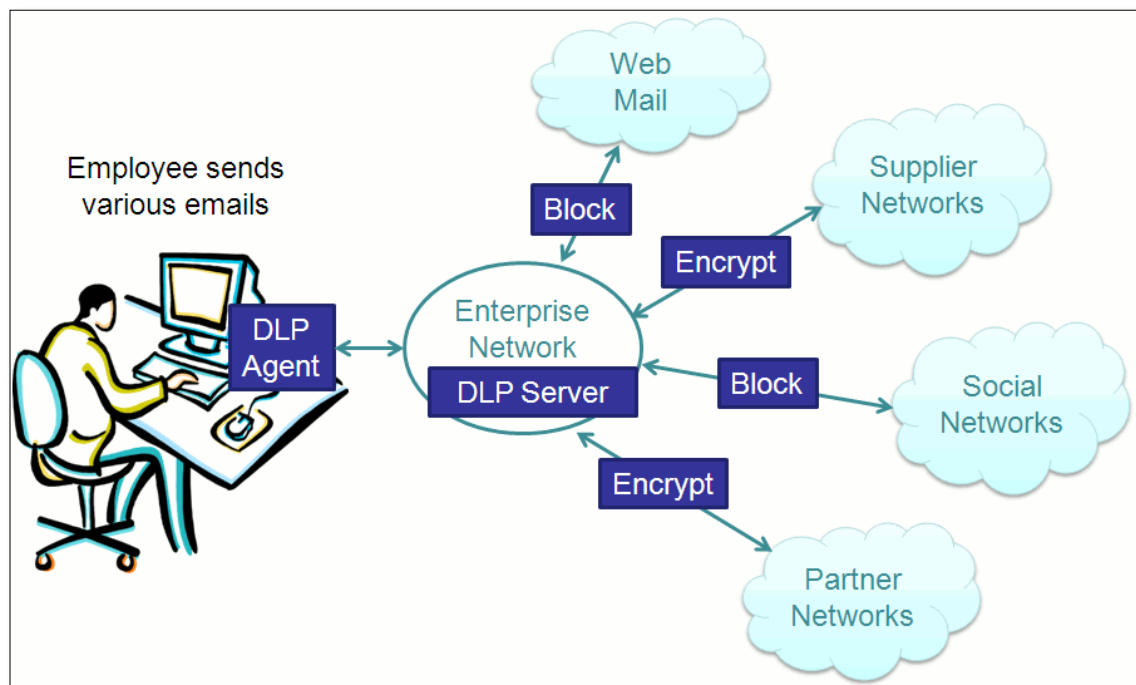 Web
Mail
Supplier
Networks
Employee sends
various emails
Block
Encrypt
DLP
Agent
Enterprise
Network
DLP Server
Block
Social
Networks
Encrypt
Partner
Networks